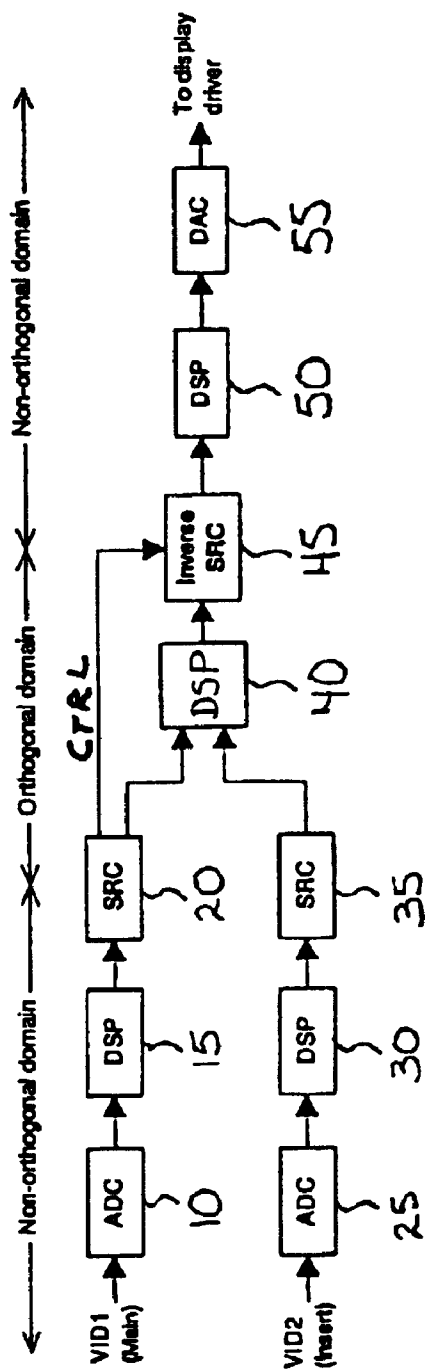 Non-orthogonal domain
Orthogonal domain
Non-orthogonal domain
CTRL
VID1
(Main)
ADC
DSP
SRC
10
15
20
VID2
(Insert)
ADC
DSP
SRC
25
30
35
DSP
40
Inverse
SRC
45
DSP
50
DAC
55
To display
driver